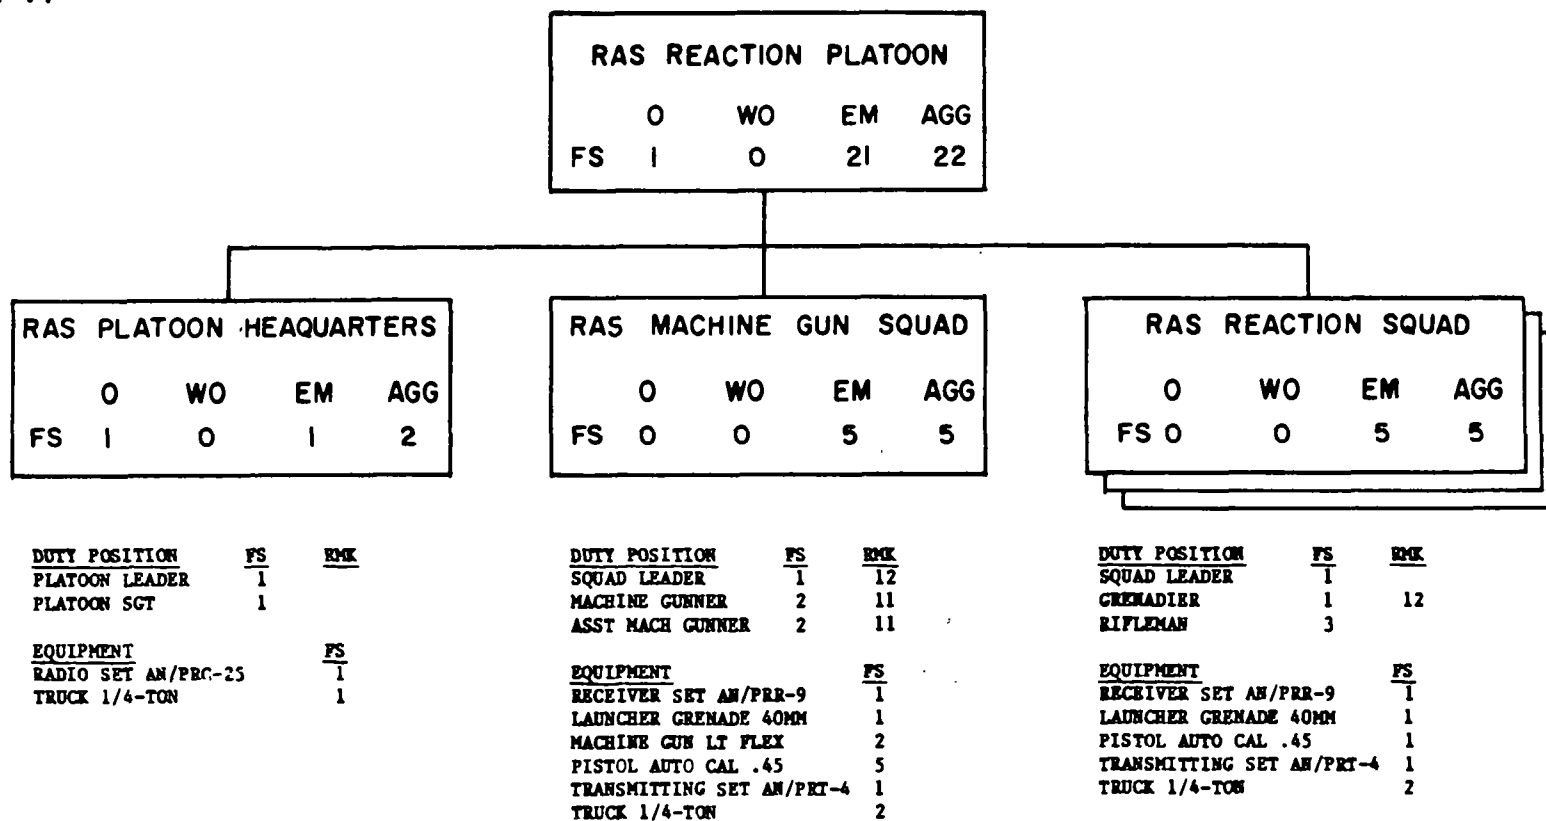 RAS REACTION PLATOON
O WO EM AGG
FS 1 0 21 22
RAS PLATOON HEAQUARTERS
O WO EM AGG
FS 1 0 1 2
RAS MACHINE GUN SQUAD
O WO EM AGG
FS 0 0 5 5
RAS REACTION SQUAD
O WO EM AGG
FS 0 0 5 5
DUTY POSITION FS RMK
PLATOON LEADER 1
PLATOON SGT 1
EQUIPMENT FS
RADIO SET AN/PRC-25 1
TRUCK 1/4-TON 1
DUTY POSITION FS RMK
SQUAD LEADER 1 12
MACHINE GUNNER 2 11
ASST MACH GUNNER 2 11
EQUIPMENT FS
RECEIVER SET AN/PRR-9 1
LAUNCHER GRENADE 40MM 1
MACHINE GUN LT FLEX 2
PISTOL AUTO CAL .45 5
TRANSMITTING SET AN/PRT-4 1
TRUCK 1/4-TON 2
DUTY POSITION FS RMK
SQUAD LEADER 1
GRENADIER 1 12
RIFLEMAN 3
EQUIPMENT FS
RECEIVER SET AN/PRR-9 1
LAUNCHER GRENADE 40MM 1
PISTOL AUTO CAL .45 1
TRANSMITTING SET AN/PRT-4 1
TRUCK 1/4-TON 2